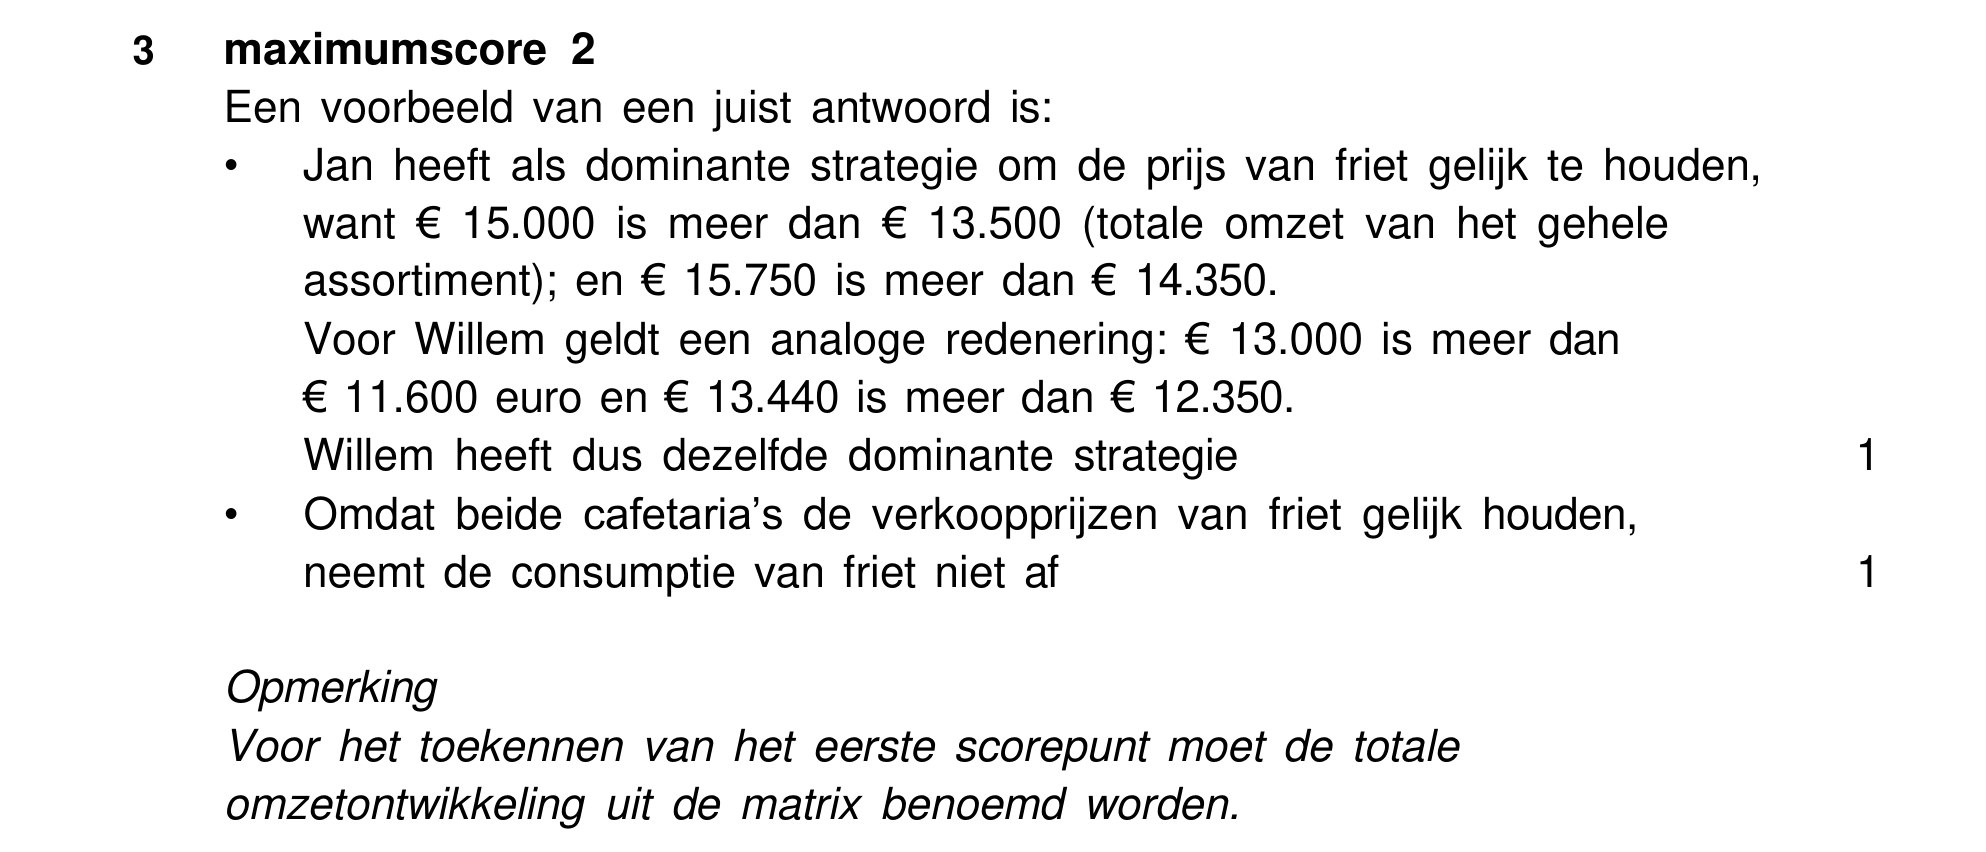 3 maximumscore 2
Een voorbeeld van een juist antwoord is:
• Jan heeft als dominante strategie om de prijs van friet gelijk te houden,
want € 15.000 is meer dan € 13.500 (totale omzet van het gehele
assortiment); en € 15.750 is meer dan € 14.350.
Voor Willem geldt een analoge redenering: € 13.000 is meer dan
€ 11.600 euro en € 13.440 is meer dan € 12.350.
Willem heeft dus dezelfde dominante strategie 1
• Omdat beide cafetaria’s de verkoopprijzen van friet gelijk houden,
neemt de consumptie van friet niet af 1
Opmerking
Voor het toekennen van het eerste scorepunt moet de totale
omzetontwikkeling uit de matrix benoemd worden.